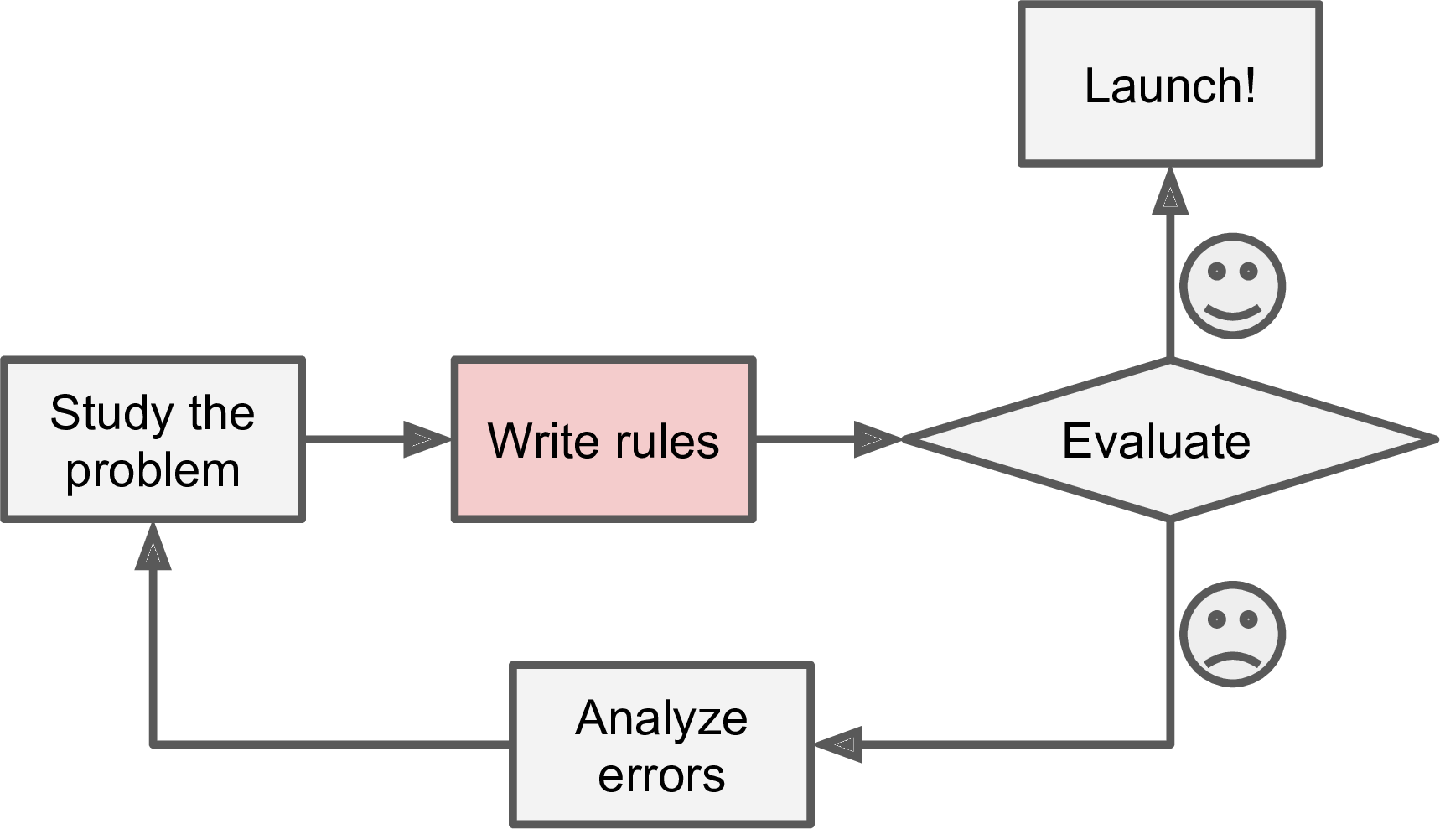 Launch!
Study the
problem
Write rules
Evaluate
Analyze
errors